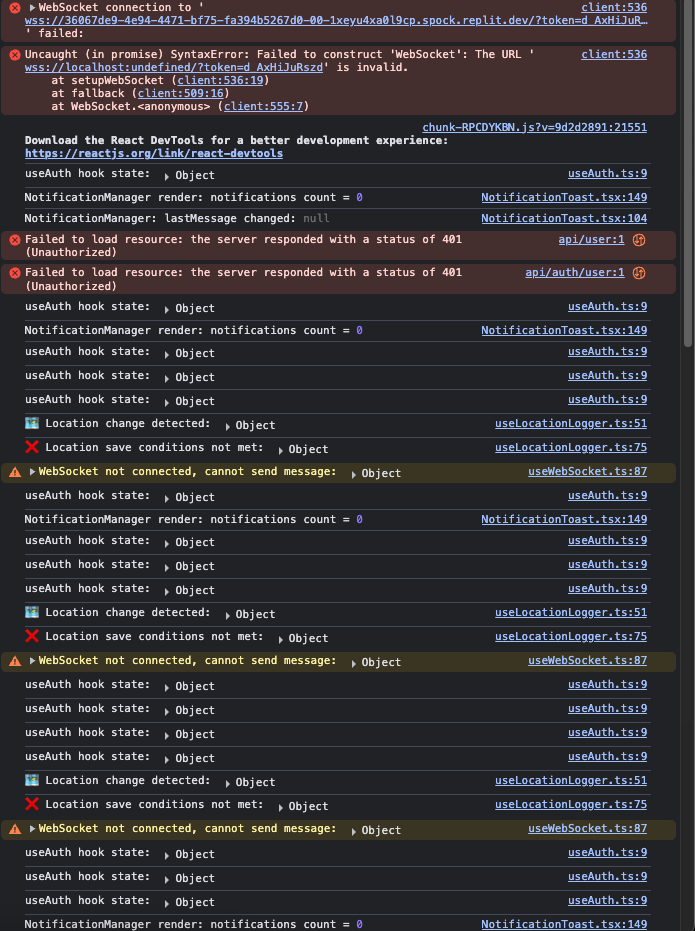 WebSocket connection to ' client:536
wss://36067de9-4e94-4471-bf75-fa394b5267d0-00-1xeyu4xa0l9cp.spock.replit.dev/?token=d_AxHiJuR…
' failed:
Uncaught (in promise) SyntaxError: Failed to construct 'WebSocket': The URL ' client:536
wss://localhost:undefined/?token=d_AxHiJuRszd' is invalid.
at setupWebSocket (client:536:19)
at fallback (client:509:16)
at WebSocket.<anonymous> (client:555:7)
chunk-RPCDYKBN.js?v=9d2d2891:21551
Download the React DevTools for a better development experience:
https://reactjs.org/link/react-devtools
useAuth hook state: Object useAuth.ts:9
NotificationManager render: notifications count = 0 NotificationToast.tsx:149
NotificationManager: lastMessage changed: null NotificationToast.tsx:104
Failed to load resource: the server responded with a status of 401 api/user:1
(Unauthorized)
Failed to load resource: the server responded with a status of 401 api/auth/user:1
(Unauthorized)
useAuth hook state: Object useAuth.ts:9
NotificationManager render: notifications count = 0 NotificationToast.tsx:149
useAuth hook state: Object useAuth.ts:9
useAuth hook state: Object useAuth.ts:9
useAuth hook state: Object useAuth.ts:9
Location change detected: Object useLocationLogger.ts:51
Location save conditions not met: Object useLocationLogger.ts:75
WebSocket not connected, cannot send message: Object useWebSocket.ts:87
useAuth hook state: Object useAuth.ts:9
NotificationManager render: notifications count = 0 NotificationToast.tsx:149
useAuth hook state: Object useAuth.ts:9
useAuth hook state: Object useAuth.ts:9
useAuth hook state: Object useAuth.ts:9
Location change detected: Object useLocationLogger.ts:51
Location save conditions not met: Object useLocationLogger.ts:75
WebSocket not connected, cannot send message: Object useWebSocket.ts:87
useAuth hook state: Object useAuth.ts:9
useAuth hook state: Object useAuth.ts:9
useAuth hook state: Object useAuth.ts:9
useAuth hook state: Object useAuth.ts:9
Location change detected: Object useLocationLogger.ts:51
Location save conditions not met: Object useLocationLogger.ts:75
WebSocket not connected, cannot send message: Object useWebSocket.ts:87
useAuth hook state: Object useAuth.ts:9
useAuth hook state: Object useAuth.ts:9
useAuth hook state: Object useAuth.ts:9
NotificationManager render: notifications count = 0 NotificationToast.tsx:149